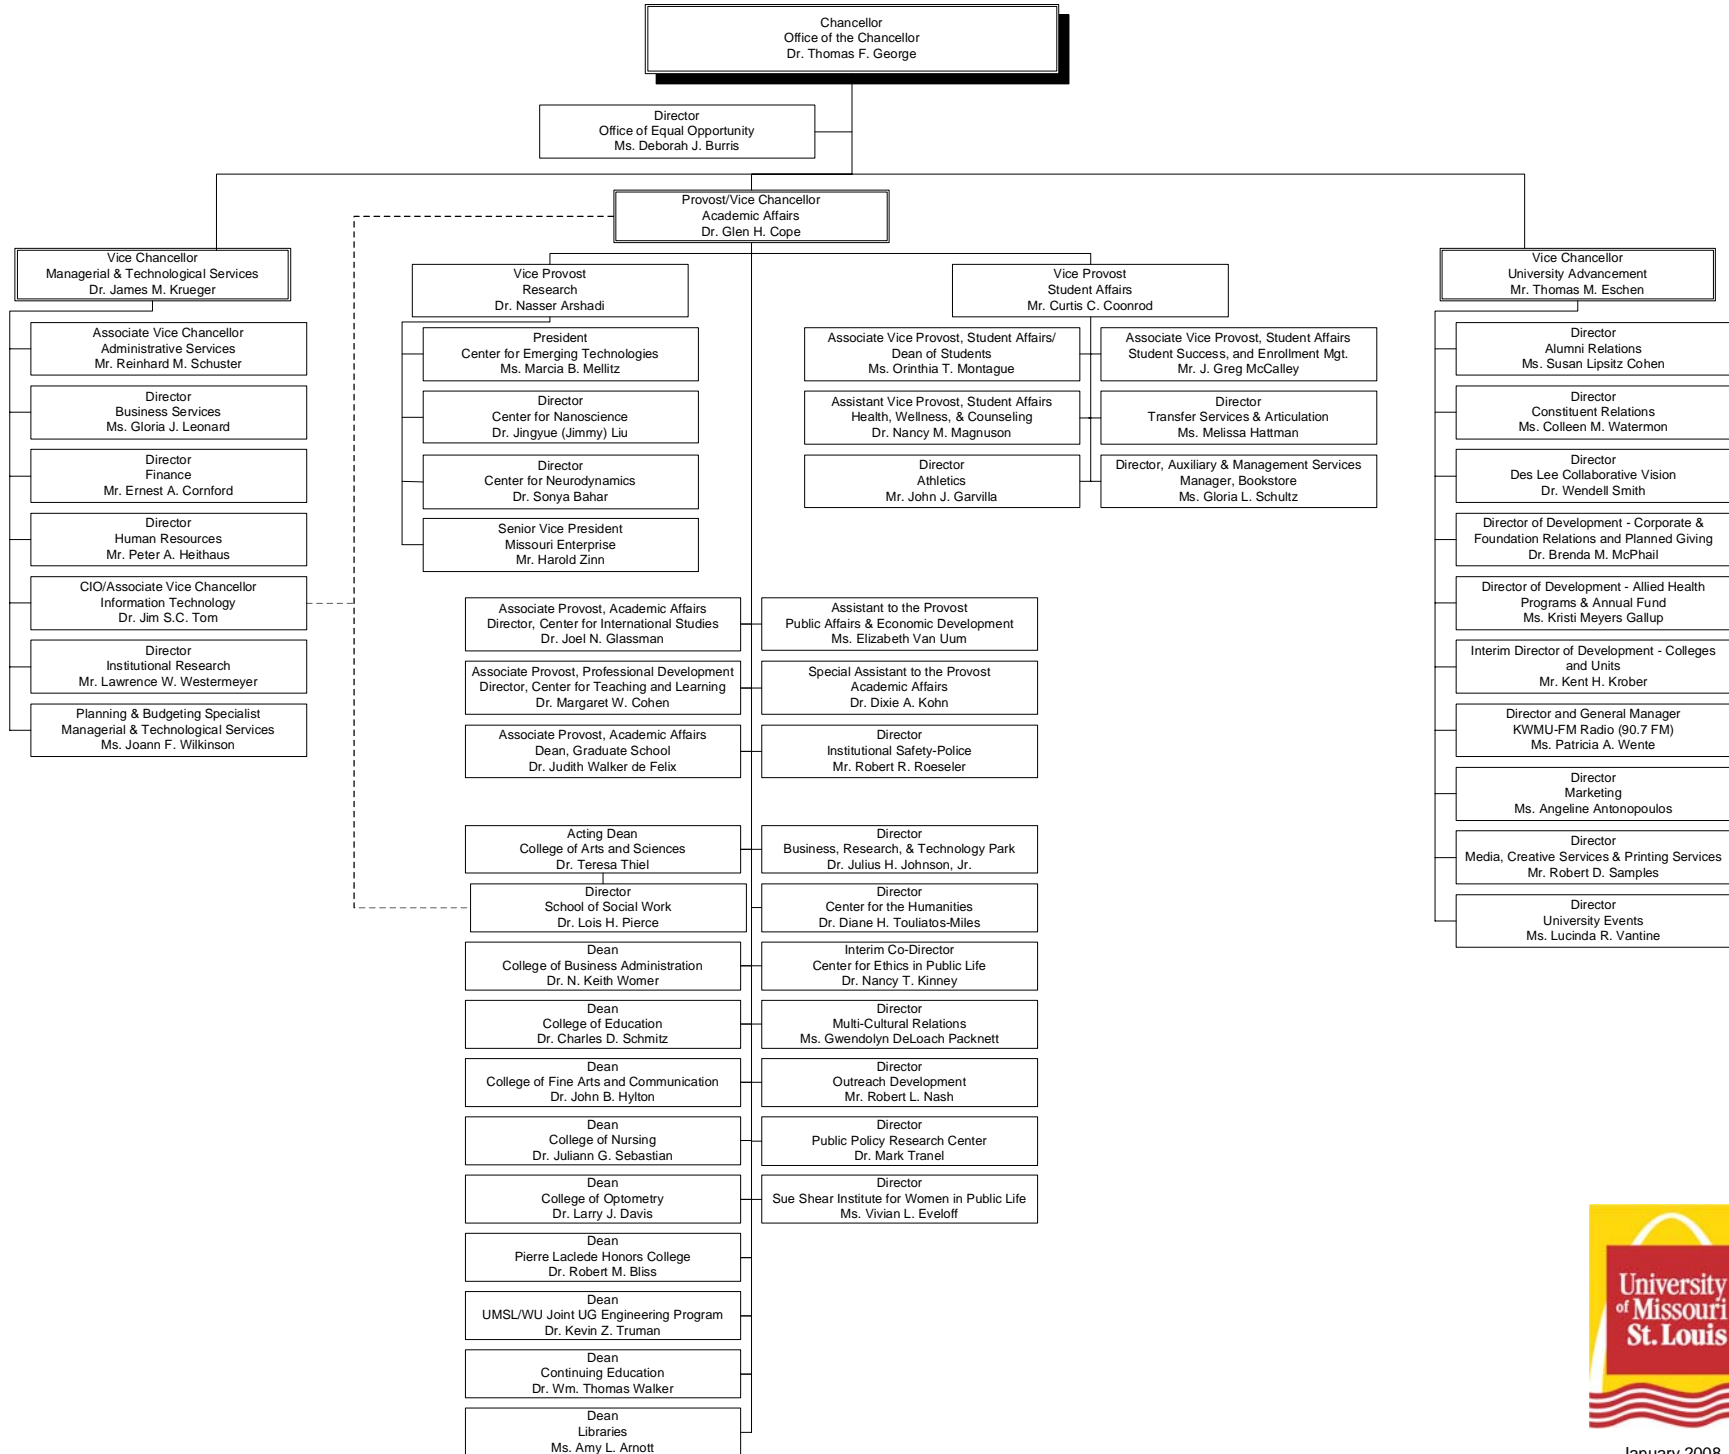 Chancellor
Office of the Chancellor
Dr. Thomas F. George
Director
Office of Equal Opportunity
Ms. Deborah J. Burris
Provost/Vice Chancellor
Academic Affairs
Dr. Glen H. Cope
Vice Chancellor
Managerial & Technological Services
Dr. James M. Krueger
Associate Vice Chancellor
Administrative Services
Mr. Reinhard M. Schuster
Director
Business Services
Ms. Gloria J. Leonard
Director
Finance
Mr. Ernest A. Cornford
Director
Human Resources
Mr. Peter A. Heithaus
CIO/Associate Vice Chancellor
Information Technology
Dr. Jim S.C. Tom
Director
Institutional Research
Mr. Lawrence W. Westermeyer
Planning & Budgeting Specialist
Managerial & Technological Services
Ms. Joann F. Wilkinson
Vice Provost
Research
Dr. Nasser Arshadi
President
Center for Emerging Technologies
Ms. Marcia B. Mellitz
Director
Center for Nanoscience
Dr. Jingyue (Jimmy) Liu
Director
Center for Neurodynamics
Dr. Sonya Bahar
Senior Vice President
Missouri Enterprise
Mr. Harold Zinn
Vice Provost
Student Affairs
Mr. Curtis C. Coonrod
Associate Vice Provost, Student Affairs/
Dean of Students
Ms. Orinthia T. Montague
Associate Vice Provost, Student Affairs
Student Success, and Enrollment Mgt.
Mr. J. Greg McCalley
Assistant Vice Provost, Student Affairs
Health, Wellness, & Counseling
Dr. Nancy M. Magnuson
Director
Transfer Services & Articulation
Ms. Melissa Hattman
Director
Athletics
Mr. John J. Garvilla
Director, Auxiliary & Management Services
Manager, Bookstore
Ms. Gloria L. Schultz
Associate Provost, Academic Affairs
Director, Center for International Studies
Dr. Joel N. Glassman
Assistant to the Provost
Public Affairs & Economic Development
Ms. Elizabeth Van Uum
Associate Provost, Professional Development
Director, Center for Teaching and Learning
Dr. Margaret W. Cohen
Special Assistant to the Provost
Academic Affairs
Dr. Dixie A. Kohn
Associate Provost, Academic Affairs
Dean, Graduate School
Dr. Judith Walker de Felix
Director
Institutional Safety-Police
Mr. Robert R. Roeseler
Acting Dean
College of Arts and Sciences
Dr. Teresa Thiel
Director
Business, Research, & Technology Park
Dr. Julius H. Johnson, Jr.
Director
School of Social Work
Dr. Lois H. Pierce
Director
Center for the Humanities
Dr. Diane H. Touliatos-Miles
Dean
College of Business Administration
Dr. N. Keith Womer
Interim Co-Director
Center for Ethics in Public Life
Dr. Nancy T. Kinney
Dean
College of Education
Dr. Charles D. Schmitz
Director
Multi-Cultural Relations
Ms. Gwendolyn DeLoach Packnett
Dean
College of Fine Arts and Communication
Dr. John B. Hylton
Director
Outreach Development
Mr. Robert L. Nash
Dean
College of Nursing
Dr. Juliann G. Sebastian
Director
Public Policy Research Center
Dr. Mark Tranel
Dean
College of Optometry
Dr. Larry J. Davis
Director
Sue Shear Institute for Women in Public Life
Ms. Vivian L. Eveloff
Dean
Pierre Laclede Honors College
Dr. Robert M. Bliss
Dean
UMSL/WU Joint UG Engineering Program
Dr. Kevin Z. Truman
Dean
Continuing Education
Dr. Wm. Thomas Walker
Dean
Libraries
Ms. Amy L. Arnott
Vice Chancellor
University Advancement
Mr. Thomas M. Eschen
Director
Alumni Relations
Ms. Susan Lipsitz Cohen
Director
Constituent Relations
Ms. Colleen M. Watermon
Director
Des Lee Collaborative Vision
Dr. Wendell Smith
Director of Development - Corporate &
Foundation Relations and Planned Giving
Dr. Brenda M. McPhail
Director of Development - Allied Health
Programs & Annual Fund
Ms. Kristi Meyers Gallup
Interim Director of Development - Colleges
and Units
Mr. Kent H. Krober
Director and General Manager
KWMU-FM Radio (90.7 FM)
Ms. Patricia A. Wente
Director
Marketing
Ms. Angeline Antonopoulos
Director
Media, Creative Services & Printing Services
Mr. Robert D. Samples
Director
University Events
Ms. Lucinda R. Vantine
University
of Missouri
St. Louis
January 2008